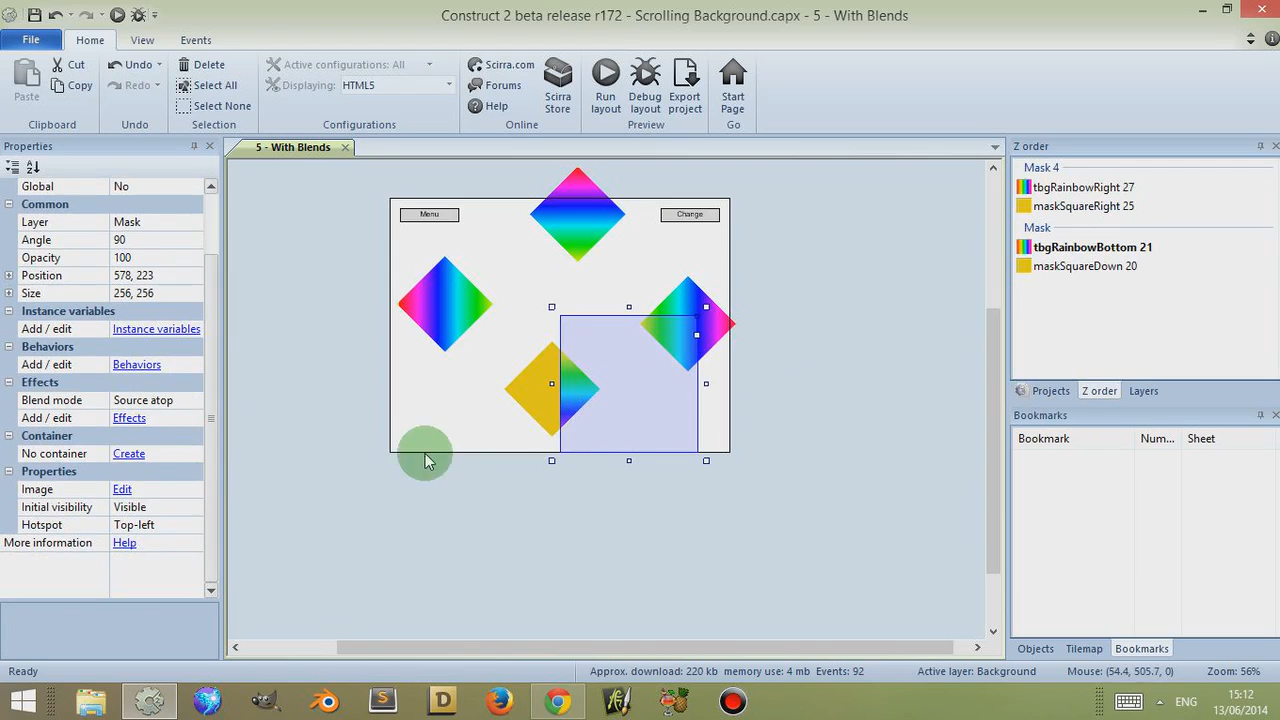 Construct 2 beta release r172 - Scrolling Background.capx - 5 - With Blends
File
Home
View
Events
Paste
Cut
Copy
Clipboard
Undo
Redo
Undo
Delete
Select All
Select None
Selection
Active configurations: All
Displaying: HTML5
Configurations
Scirra.com
Forums
Help
Scirra Store
Online
Run layout
Debug layout
Export project
Preview
Start Page
Go
Properties
5 - With Blends
Global No
Common
Layer Mask
Angle 90
Opacity 100
Position 578, 223
Size 256, 256
Instance variables
Add / edit Instance variables
Behaviors
Add / edit Behaviors
Effects
Blend mode Source atop
Add / edit Effects
Container
No container Create
Properties
Image Edit
Initial visibility Visible
Hotspot Top-left
More information Help
Menu
Change
Z order
Mask 4
tbgRainbowRight 27
maskSquareRight 25
Mask
tbgRainbowBottom 21
maskSquareDown 20
Projects
Z order
Layers
Bookmarks
Bookmark Num... Sheet
Objects
Tilemap
Bookmarks
Ready
Approx. download: 220 kb memory use: 4 mb Events: 92
Active layer: Background
Mouse: (54.4, 505.7, 0)
Zoom: 56%
S
D
ENG
15:12
13/06/2014